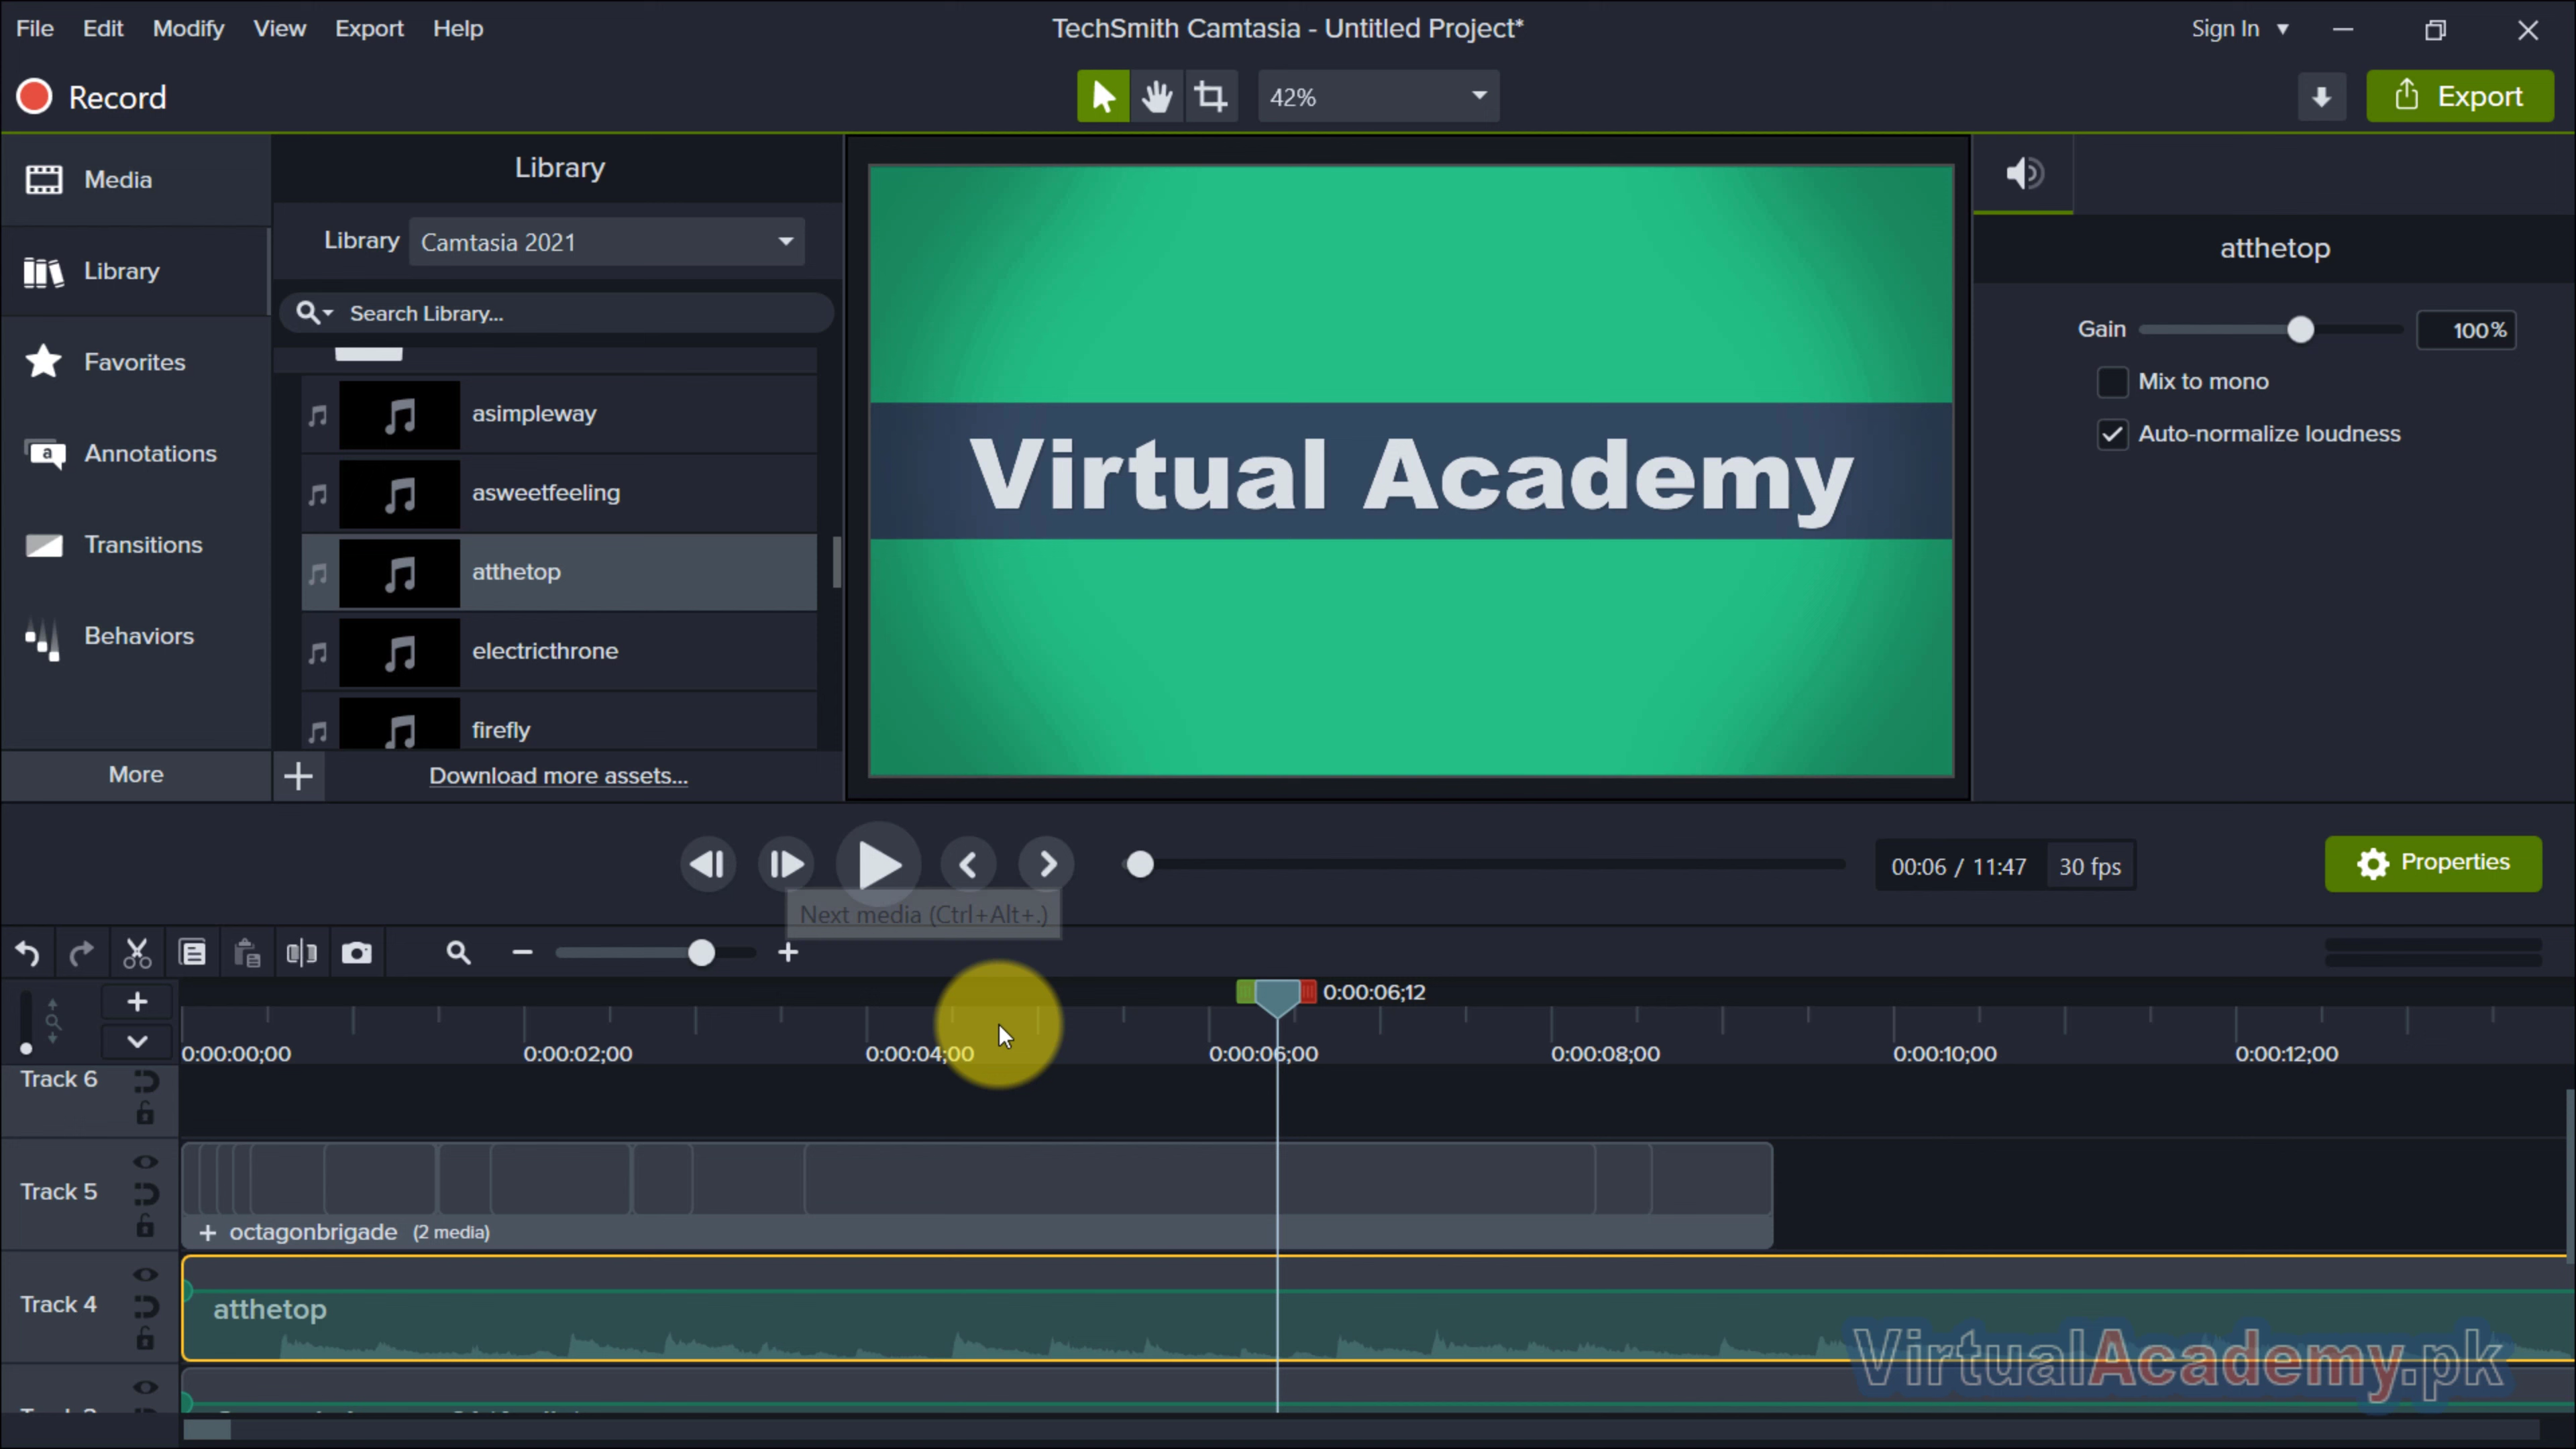 File Edit Modify View Export Help
TechSmith Camtasia - Untitled Project*
Sign In
Record
42%
Export
Media
Library
Favorites
Annotations
Transitions
Behaviors
More
Library
Library Camtasia 2021
Search Library...
asimpleway
asweetfeeling
atthetop
electricthrone
firefly
Download more assets...
Virtual Academy
atthetop
Gain 100%
Mix to mono
Auto-normalize loudness
00:06 / 11:47 30 fps
Properties
Next media (Ctrl+Alt+.)
0:00:06;12
0:00:00;00 0:00:02;00 0:00:04;00 0:00:06;00 0:00:08;00 0:00:10;00 0:00:12;00
Track 6
Track 5
+ octagonbrigade (2 media)
Track 4
atthetop
VirtualAcademy.pk